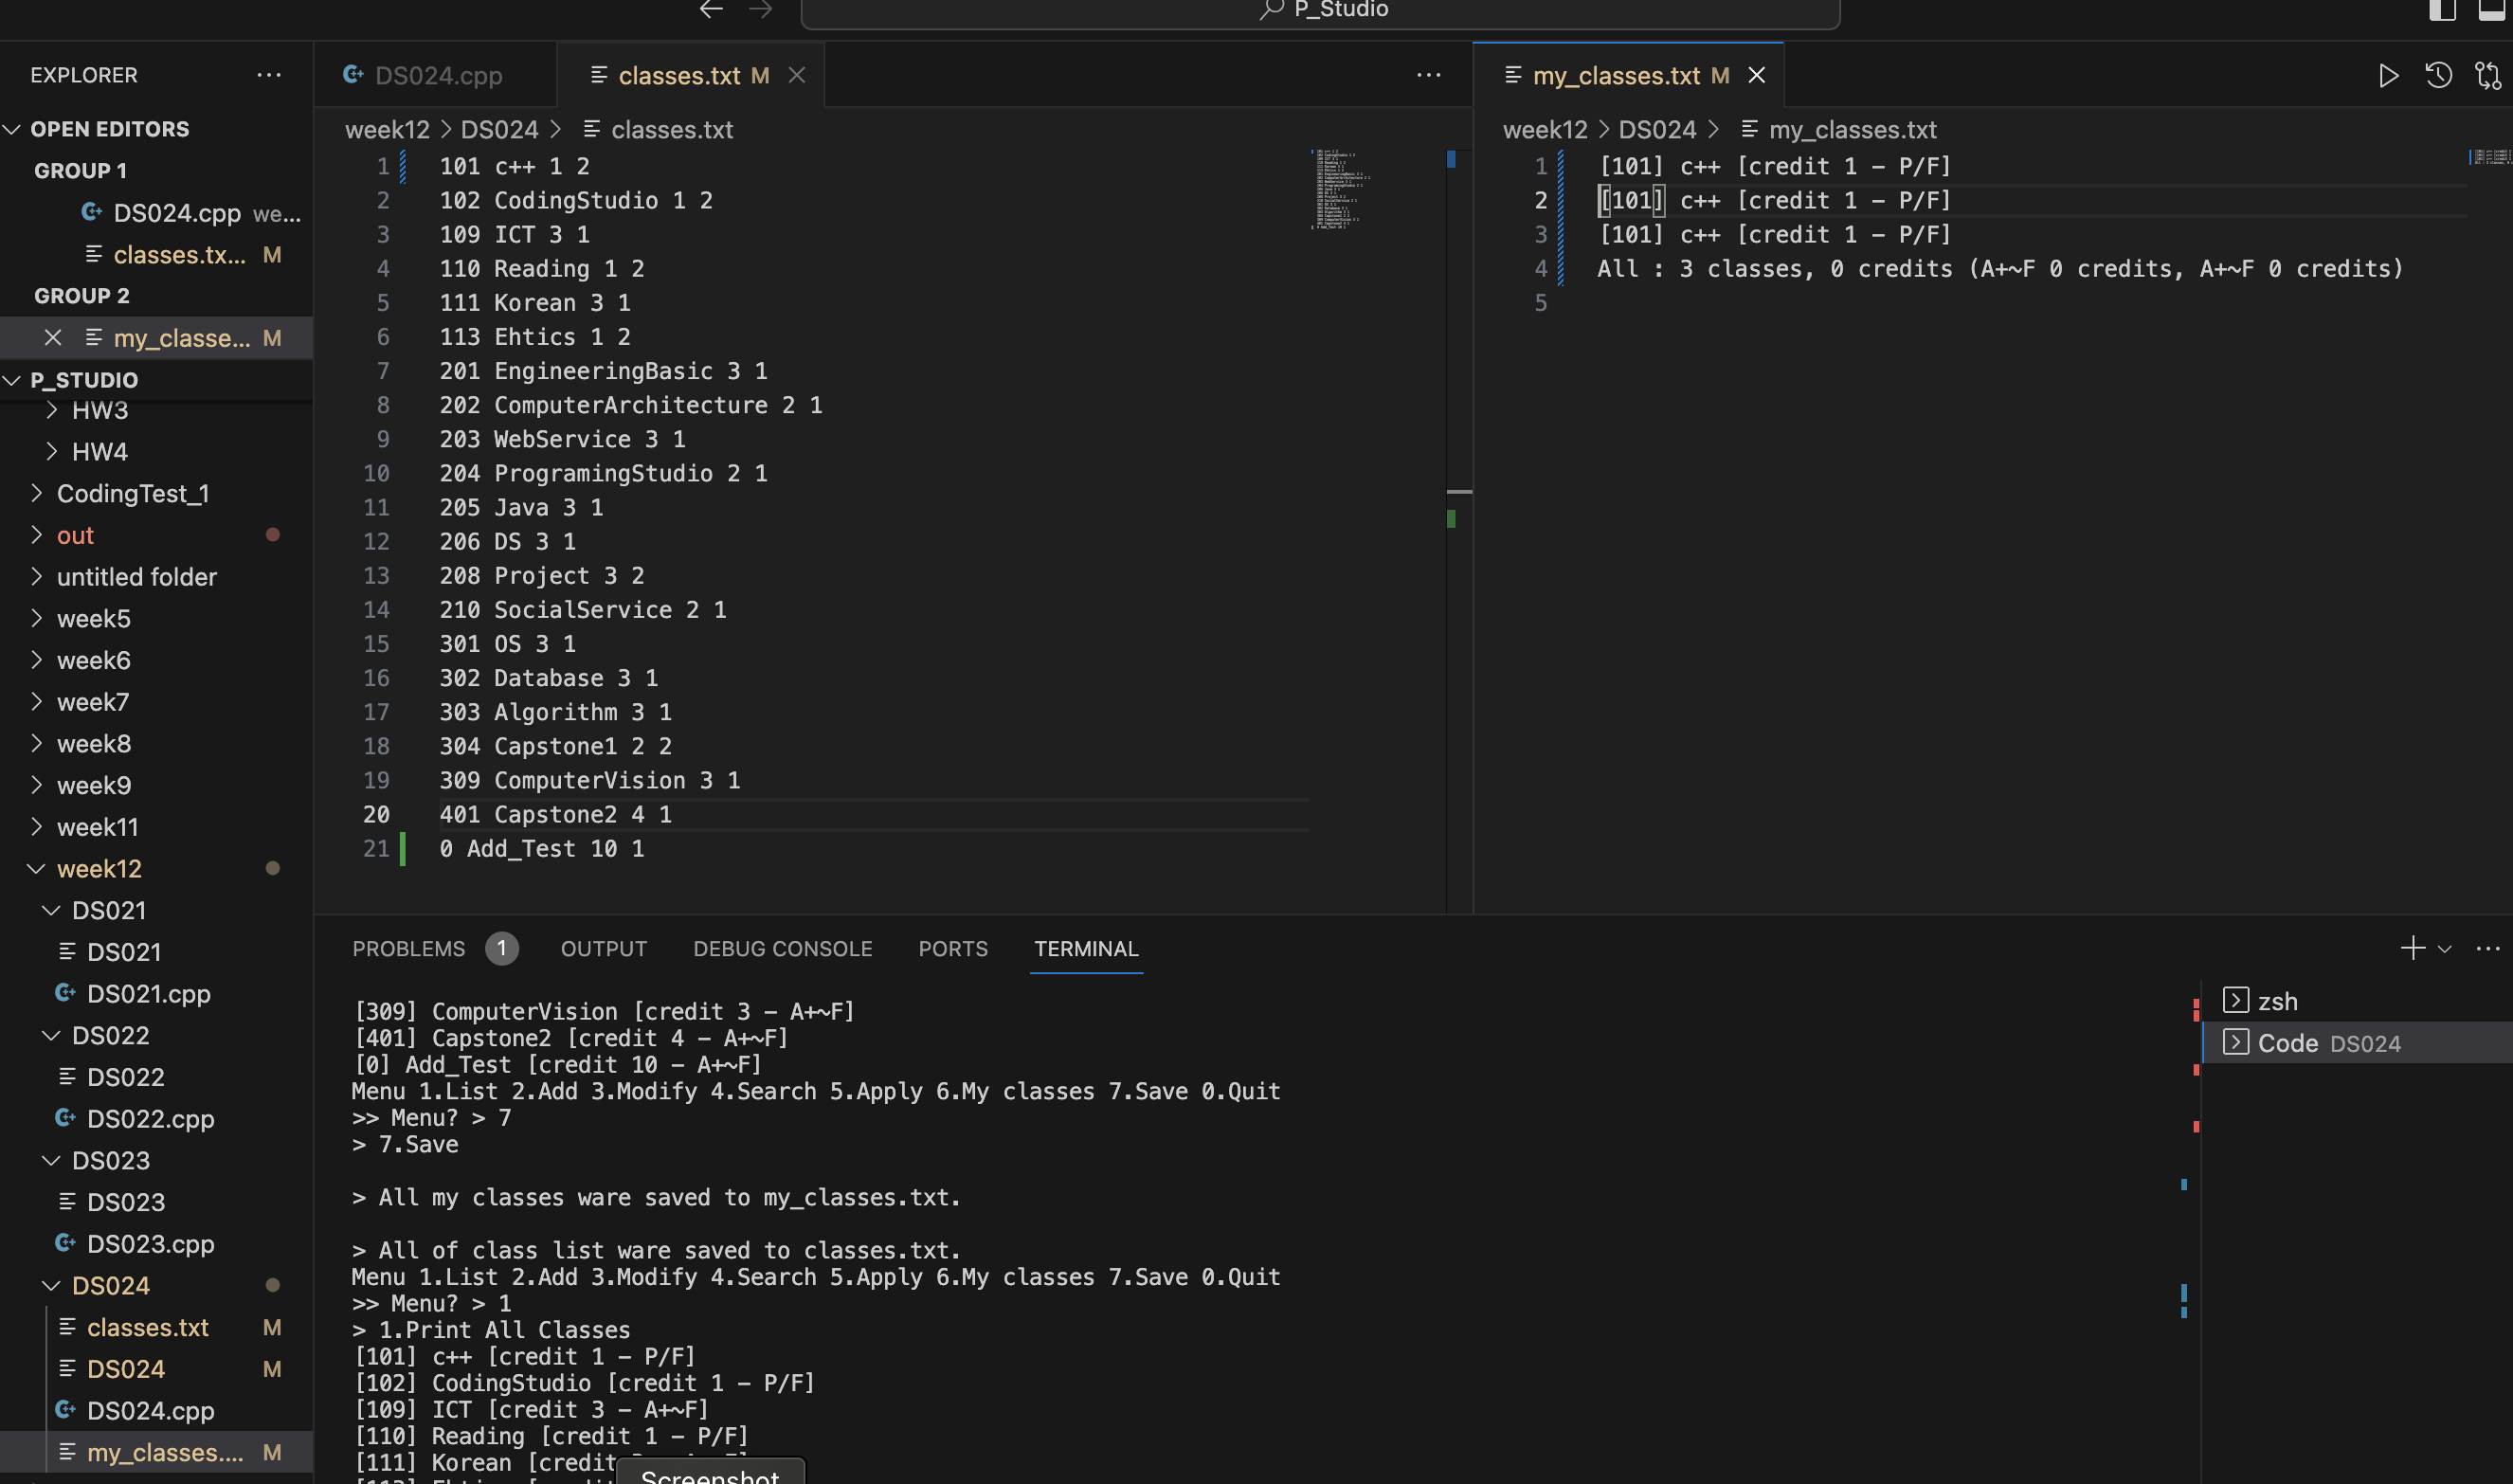 P_Studio
EXPLORER
OPEN EDITORS
GROUP 1
DS024.cpp we...
classes.tx... M
GROUP 2
my_classe... M
P_STUDIO
HW3
HW4
CodingTest_1
out
untitled folder
week5
week6
week7
week8
week9
week11
week12
DS021
DS021
DS021.cpp
DS022
DS022
DS022.cpp
DS023
DS023
DS023.cpp
DS024
classes.txt M
DS024 M
DS024.cpp
my_classes.... M
DS024.cpp
classes.txt M
week12 > DS024 > classes.txt
1 101 c++ 1 2
2 102 CodingStudio 1 2
3 109 ICT 3 1
4 110 Reading 1 2
5 111 Korean 3 1
6 113 Ehtics 1 2
7 201 EngineeringBasic 3 1
8 202 ComputerArchitecture 2 1
9 203 WebService 3 1
10 204 ProgramingStudio 2 1
11 205 Java 3 1
12 206 DS 3 1
13 208 Project 3 2
14 210 SocialService 2 1
15 301 OS 3 1
16 302 Database 3 1
17 303 Algorithm 3 1
18 304 Capstone1 2 2
19 309 ComputerVision 3 1
20 401 Capstone2 4 1
21 0 Add_Test 10 1
my_classes.txt M
week12 > DS024 > my_classes.txt
1 [101] c++ [credit 1 - P/F]
2 [101] c++ [credit 1 - P/F]
3 [101] c++ [credit 1 - P/F]
4 All : 3 classes, 0 credits (A+~F 0 credits, A+~F 0 credits)
5
PROBLEMS 1 OUTPUT DEBUG CONSOLE PORTS TERMINAL
[309] ComputerVision [credit 3 - A+~F]
[401] Capstone2 [credit 4 - A+~F]
[0] Add_Test [credit 10 - A+~F]
Menu 1.List 2.Add 3.Modify 4.Search 5.Apply 6.My classes 7.Save 0.Quit
>> Menu? > 7
> 7.Save
> All my classes ware saved to my_classes.txt.
> All of class list ware saved to classes.txt.
Menu 1.List 2.Add 3.Modify 4.Search 5.Apply 6.My classes 7.Save 0.Quit
>> Menu? > 1
> 1.Print All Classes
[101] c++ [credit 1 - P/F]
[102] CodingStudio [credit 1 - P/F]
[109] ICT [credit 3 - A+~F]
[110] Reading [credit 1 - P/F]
[111] Korean [credit
Screenshot
zsh
Code DS024